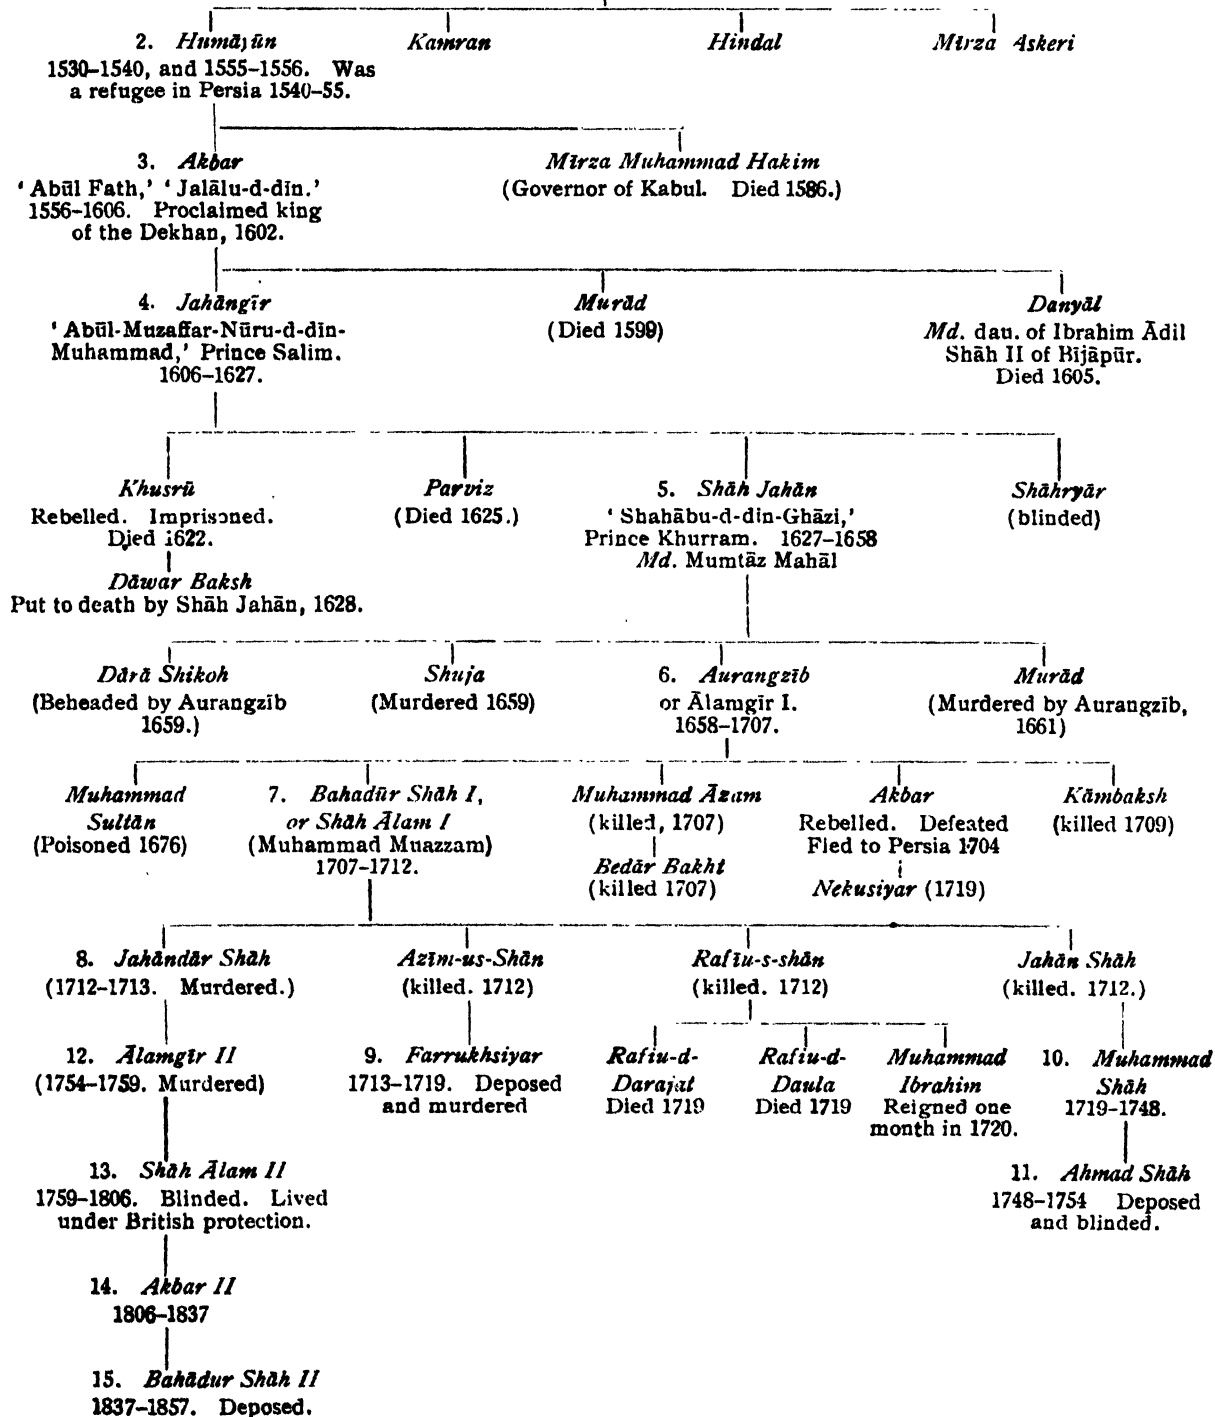 2. Humāyūn
1530–1540, and 1555–1556. Was
a refugee in Persia 1540–55.
Kamran
Hindal
Mīrza Askeri
3. Akbar
‘Abūl Fath,’ ‘Jalālu-d-dīn.’
1556–1606. Proclaimed king
of the Dekhan, 1602.
Mīrza Muhammad Hakim
(Governor of Kabul. Died 1586.)
4. Jahāngīr
‘Abūl-Muzaffar-Nūru-d-dīn-
Muhammad,’ Prince Salim.
1606–1627.
Murād
(Died 1599)
Danyāl
Md. dau. of Ibrahim Ādil
Shāh II of Bījāpūr.
Died 1605.
Khusrū
Rebelled. Imprisoned.
Died 1622.
Dāwar Baksh
Put to death by Shāh Jahān, 1628.
Parviz
(Died 1625.)
5. Shāh Jahān
‘Shahābu-d-dīn-Ghāzi,’
Prince Khurram. 1627–1658
Md. Mumtāz Mahāl
Shāhryār
(blinded)
Dārā Shikoh
(Beheaded by Aurangzīb
1659.)
Shuja
(Murdered 1659)
6. Aurangzīb
or Ālamgīr I.
1658–1707.
Murād
(Murdered by Aurangzīb,
1661)
Muhammad
Sultān
(Poisoned 1676)
7. Bahadūr Shāh I,
or Shāh Ālam I
(Muhammad Muazzam)
1707–1712.
Muhammad Āzam
(killed, 1707)
Bedār Bakht
(killed 1707)
Akbar
Rebelled. Defeated
Fled to Persia 1704
Nekusiyar (1719)
Kāmbaksh
(killed 1709)
8. Jahāndār Shāh
(1712–1713. Murdered.)
Azīm-us-Shān
(killed. 1712)
Rafīu-s-shān
(killed. 1712)
Jahān Shāh
(killed. 1712.)
12. Ālamgīr II
(1754–1759. Murdered)
9. Farrukhsiyar
1713–1719. Deposed
and murdered
Rafiu-d-
Darajat
Died 1719
Rafiu-d-
Daula
Died 1719
Muhammad
Ibrahim
Reigned one
month in 1720.
10. Muhammad
Shāh
1719–1748.
13. Shāh Ālam II
1759–1806. Blinded. Lived
under British protection.
11. Ahmad Shāh
1748–1754 Deposed
and blinded.
14. Akbar II
1806–1837
15. Bahādur Shāh II
1837–1857. Deposed.